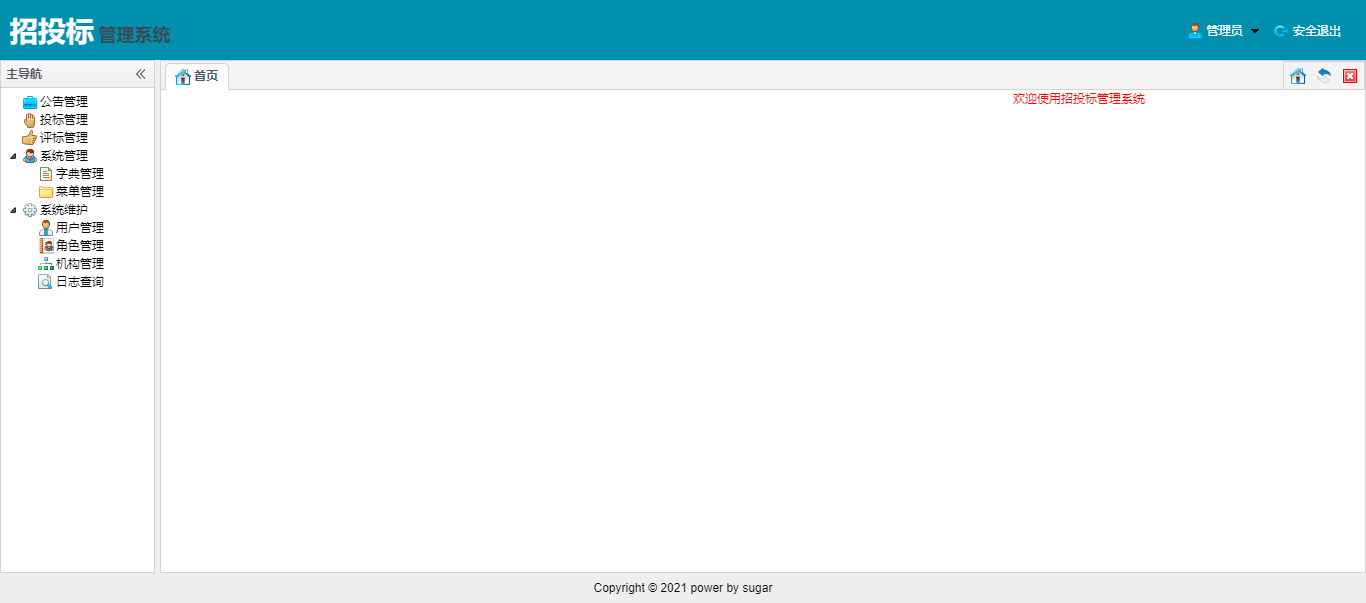 招投标 管理系统
管理员 安全退出
主导航
首页
欢迎使用招投标管理系统
公告管理
投标管理
评标管理
系统管理
字典管理
菜单管理
系统维护
用户管理
角色管理
机构管理
日志查询
Copyright © 2021 power by sugar